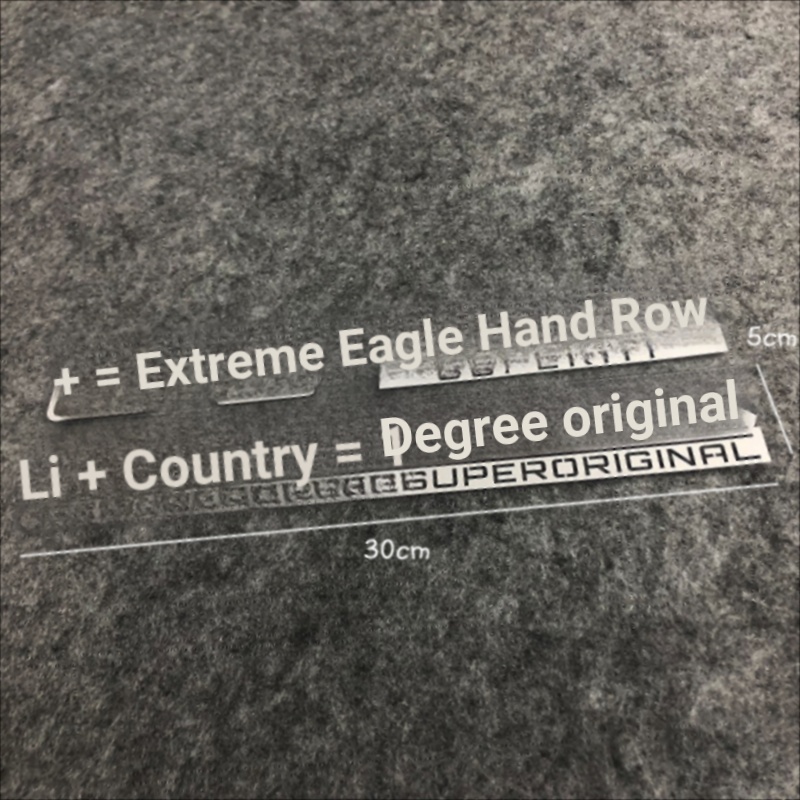 + = Extreme Eagle Hand Row
5cm
Li + Country = Degree original
SUPERORIGINAL
30cm